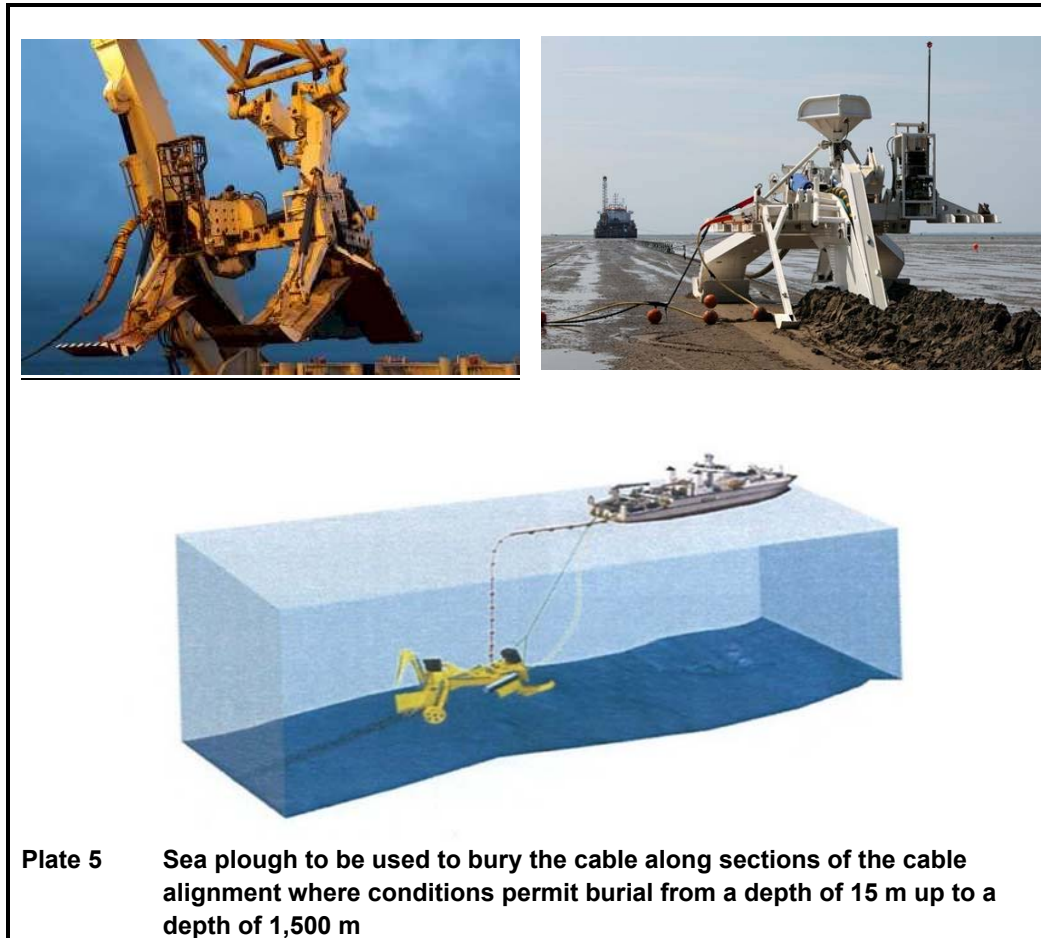 Plate 5 Sea plough to be used to bury the cable along sections of the cable
alignment where conditions permit burial from a depth of 15 m up to a
depth of 1,500 m